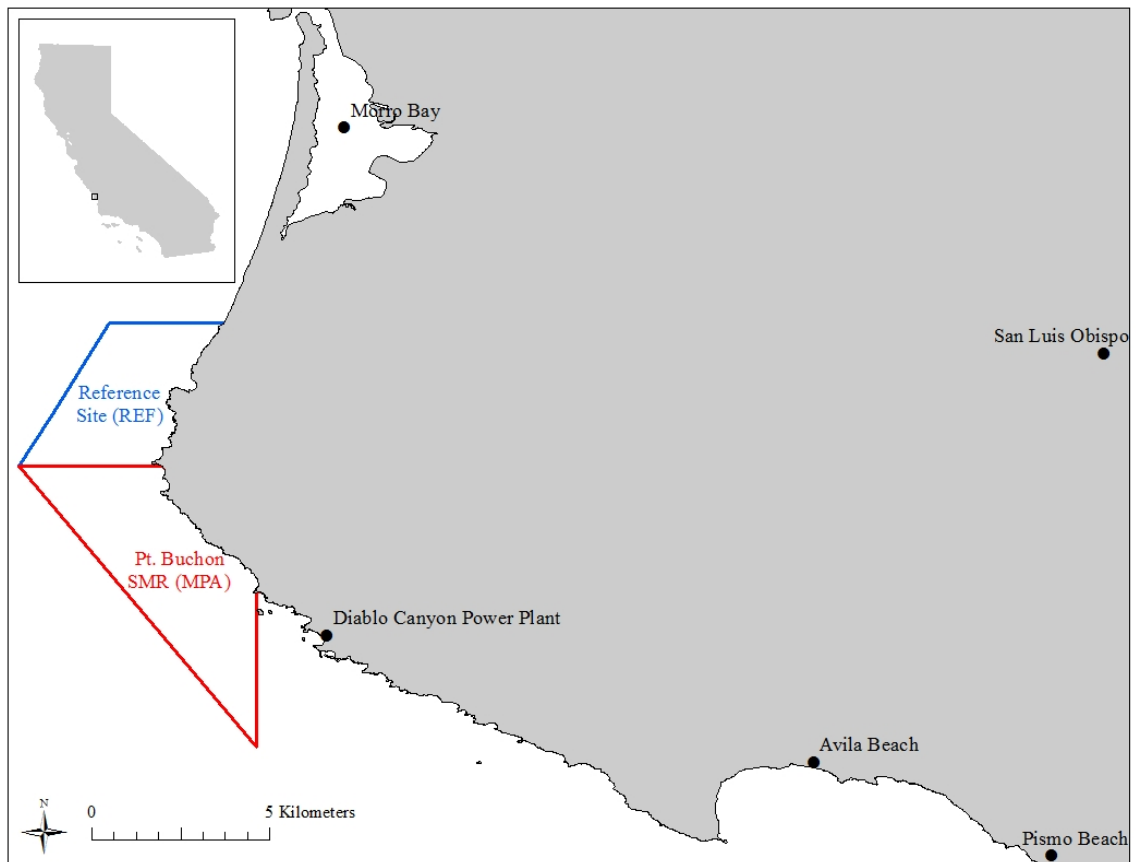 Morro Bay
San Luis Obispo
Reference
Site (REF)
Pt. Buchon
SMR (MPA)
Diablo Canyon Power Plant
Avila Beach
N
0
5 Kilometers
Pismo Beach